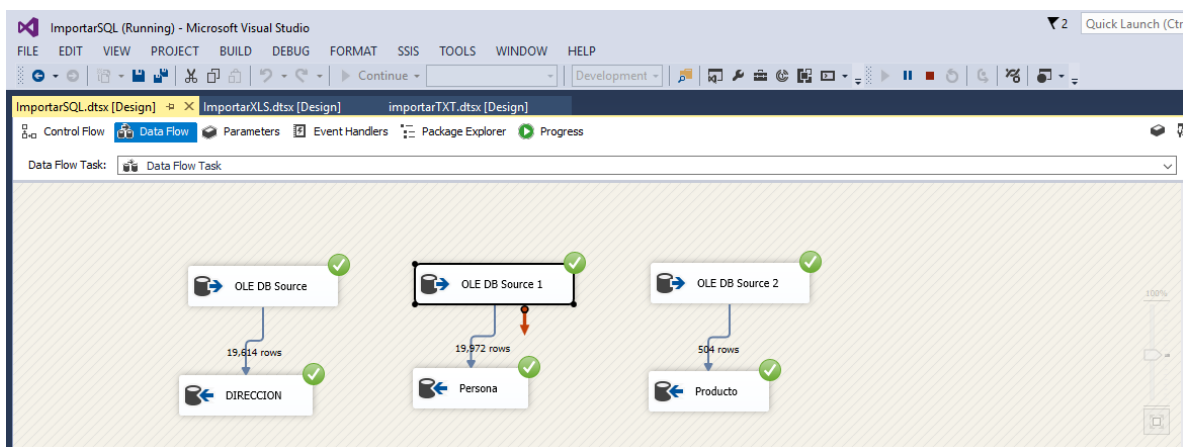 ImportarSQL (Running) - Microsoft Visual Studio
2 Quick Launch (Ctr
FILE EDIT VIEW PROJECT BUILD DEBUG FORMAT SSIS TOOLS WINDOW HELP
Continue Development
ImportarSQL.dtsx [Design] ImportarXLS.dtsx [Design] importarTXT.dtsx [Design]
Control Flow Data Flow Parameters Event Handlers Package Explorer Progress
Data Flow Task: Data Flow Task
OLE DB Source OLE DB Source 1 OLE DB Source 2
100%
19,614 rows 19,972 rows 504 rows
DIRECCION Persona Producto